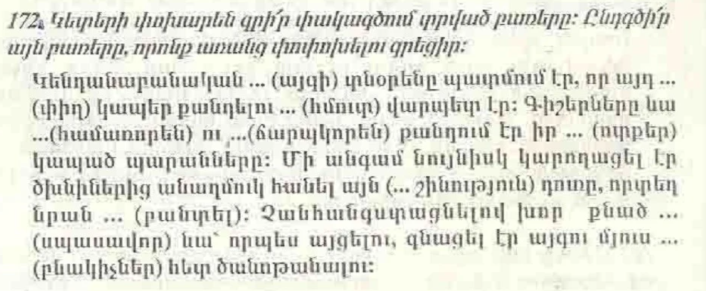 172. Կետերի փոխարեն գրի՛ր փակագծում տրված բառերը: Ընդգծի՛ր
այն բառերը, որոնք առանց փոփոխելու գրեցիր:
Կենդանաբանական ... (այգի) տնօրենը պատմում էր, որ այդ ...
(փիղ) կապեր քանդելու ... (հմուտ) վարպետ էր: Գիշերները նա
...(համառորեն) ու ...(ճարպկորեն) քանդում էր իր ... (ոտքեր)
կապած պարանները: Մի անգամ նույնիսկ կարողացել էր
ծխնիներից անաղմուկ հանել այն (... շինություն) դուռը, որտեղ
նրան ... (բանտել): Չանհանգստացնելով խոր քնած ...
(սպասավոր) նա՝ որպես այցելու, գնացել էր այգու մյուս ...
(բնակիչներ) հետ ծանոթանալու: